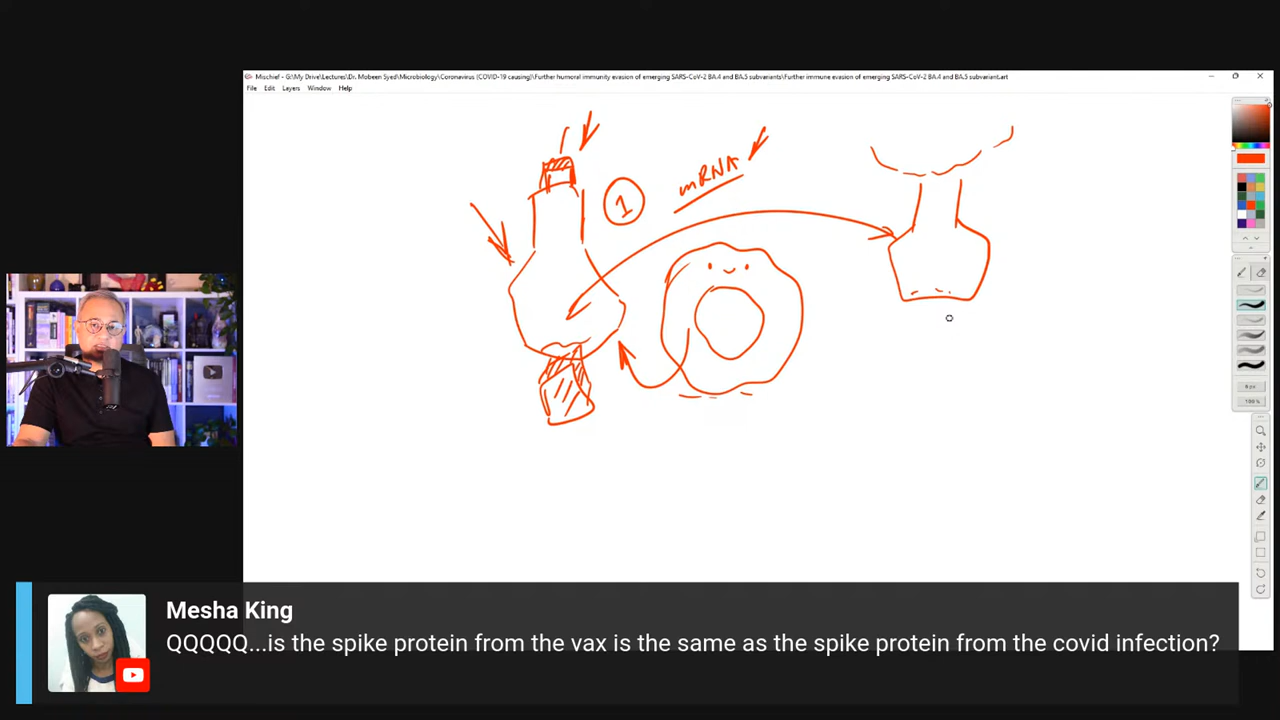 Mischief - G:\My Drive\Lectures\Dr. Mobeen Syed\Microbiology\Coronavirus (COVID-19 causing)\Further humoral immunity evasion of emerging SARS-CoV-2 BA.4 and BA.5 subvariants\Further immune evasion of emerging SARS-CoV-2 BA.4 and BA.5 subvariant.art
File Edit Layers Window Help
1
mRNA
8 px
100 %
Mesha King
QQQQQ...is the spike protein from the vax is the same as the spike protein from the covid infection?